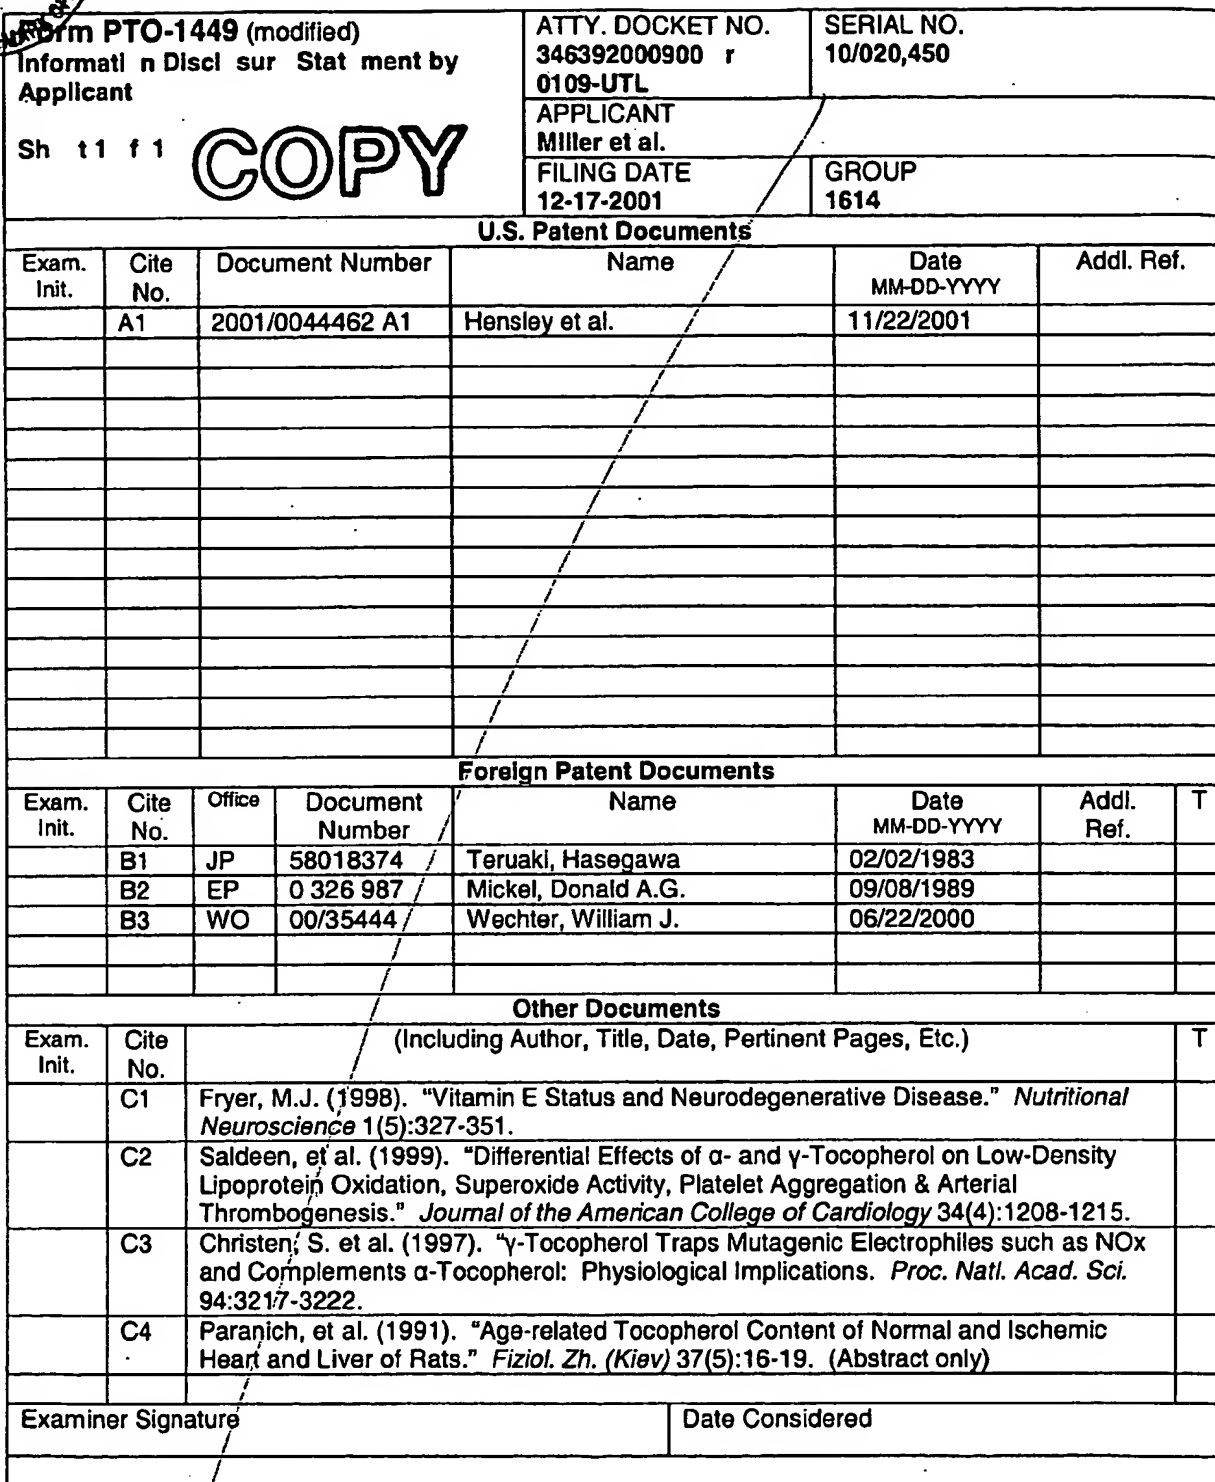 Form PTO-1449 (modified)
Informati n Discl sur Stat ment by
Applicant
Sh t1 f 1
COPY
ATTY. DOCKET NO.
346392000900 r
0109-UTL
SERIAL NO.
10/020,450
APPLICANT
Miller et al.
FILING DATE
12-17-2001
GROUP
1614
U.S. Patent Documents
Exam. Init. Cite No. Document Number Name Date MM-DD-YYYY Addl. Ref.
A1 2001/0044462 A1 Hensley et al. 11/22/2001
Foreign Patent Documents
Exam. Init. Cite No. Office Document Number Name Date MM-DD-YYYY Addl. Ref. T
B1 JP 58018374 Teruaki, Hasegawa 02/02/1983
B2 EP 0 326 987 Mickel, Donald A.G. 09/08/1989
B3 WO 00/35444 Wechter, William J. 06/22/2000
Other Documents
Exam. Init. Cite No. (Including Author, Title, Date, Pertinent Pages, Etc.) T
C1 Fryer, M.J. (1998). "Vitamin E Status and Neurodegenerative Disease." Nutritional
Neuroscience 1(5):327-351.
C2 Saldeen, et al. (1999). "Differential Effects of α- and γ-Tocopherol on Low-Density
Lipoprotein Oxidation, Superoxide Activity, Platelet Aggregation & Arterial
Thrombogenesis." Journal of the American College of Cardiology 34(4):1208-1215.
C3 Christen, S. et al. (1997). "γ-Tocopherol Traps Mutagenic Electrophiles such as NOx
and Complements α-Tocopherol: Physiological Implications. Proc. Natl. Acad. Sci.
94:3217-3222.
C4 Paranich, et al. (1991). "Age-related Tocopherol Content of Normal and Ischemic
Heart and Liver of Rats." Fiziol. Zh. (Kiev) 37(5):16-19. (Abstract only)
Examiner Signature
Date Considered